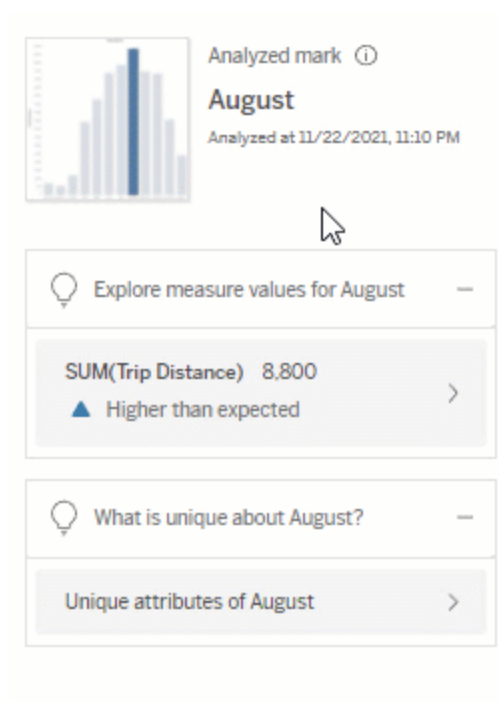 Analyzed mark
August
Analyzed at 11/22/2021, 11:10 PM
Explore measure values for August
SUM(Trip Distance) 8,800
Higher than expected
What is unique about August?
Unique attributes of August